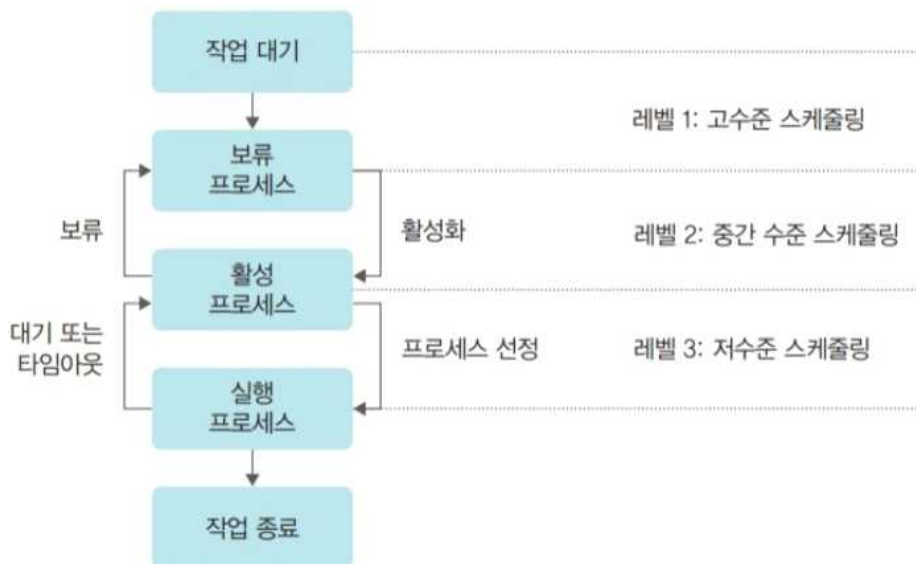 작업 대기
레벨 1: 고수준 스케줄링
보류
프로세스
보류
활성화
레벨 2: 중간 수준 스케줄링
활성
프로세스
대기 또는
타임아웃
프로세스 선정
레벨 3: 저수준 스케줄링
실행
프로세스
작업 종료